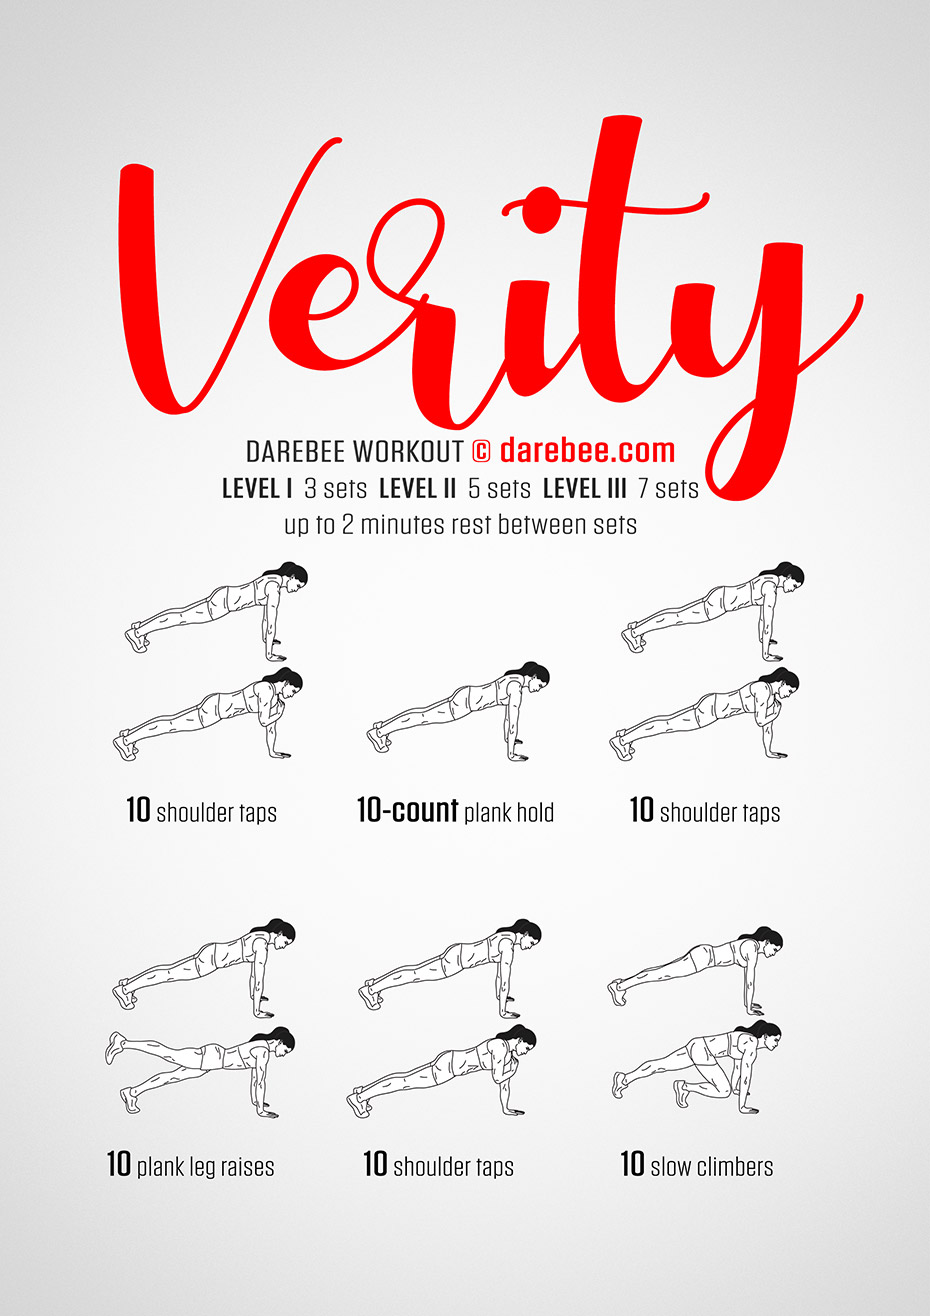 Verity
DAREBEE WORKOUT © darebee.com
LEVEL I 3 sets LEVEL II 5 sets LEVEL III 7 sets
up to 2 minutes rest between sets
10 shoulder taps
10-count plank hold
10 shoulder taps
10 plank leg raises
10 shoulder taps
10 slow climbers